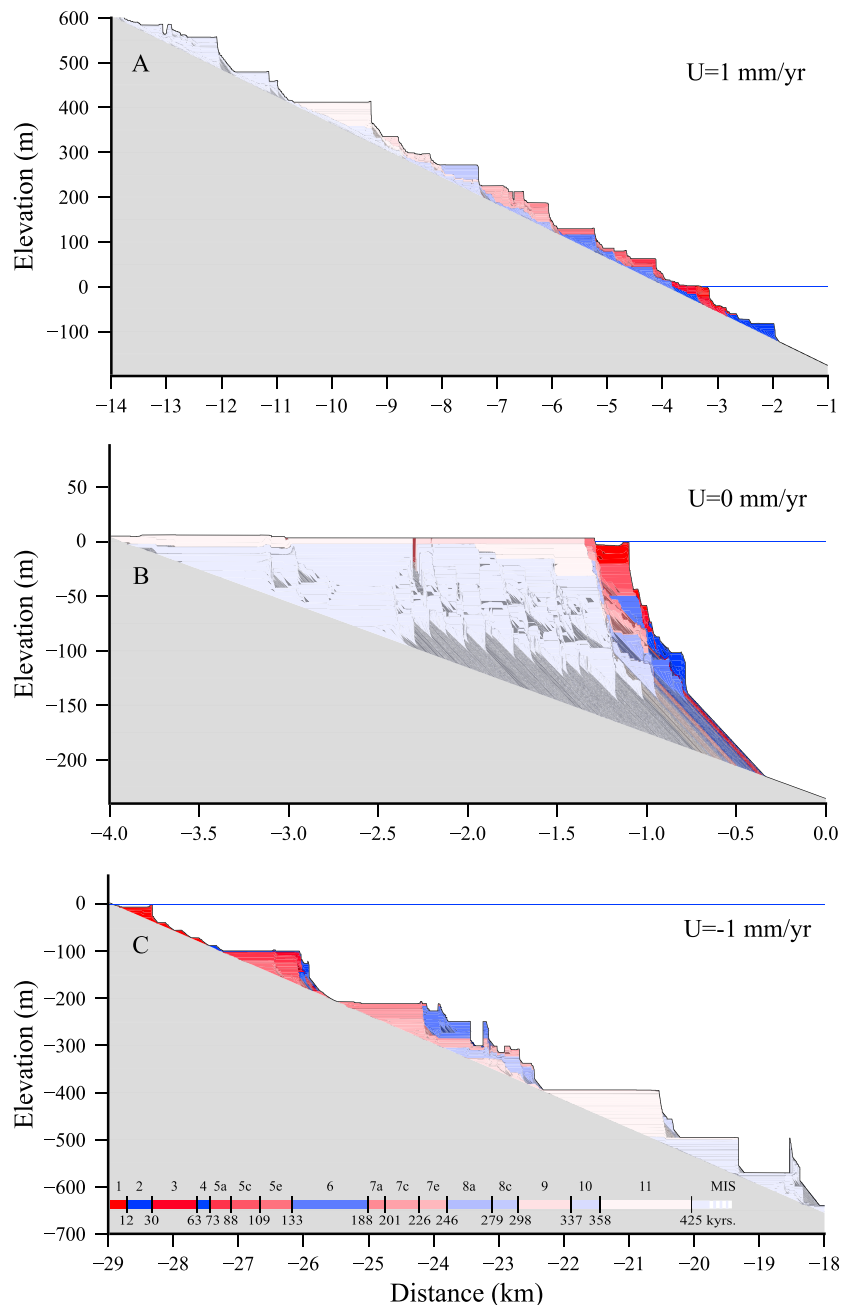 600
500
400
300
200
100
0
−100
Elevation (m)
A
U=1 mm/yr
−14 −13 −12 −11 −10 −9 −8 −7 −6 −5 −4 −3 −2 −1
50
0
−50
−100
−150
−200
Elevation (m)
B
U=0 mm/yr
−4.0 −3.5 −3.0 −2.5 −2.0 −1.5 −1.0 −0.5 0.0
0
−100
−200
−300
−400
−500
−600
−700
Elevation (m)
C
U=-1 mm/yr
1 2 3 4 5a 5c 5e 6 7a 7c 7e 8a 8c 9 10 11 MIS
12 30 63 73 88 109 133 188 201 226 246 279 298 337 358 425 kyrs.
−29 −28 −27 −26 −25 −24 −23 −22 −21 −20 −19 −18
Distance (km)